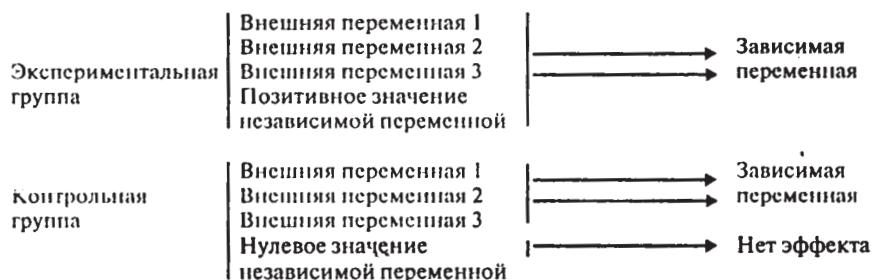 Экспериментальная
группа
Внешняя переменная 1
Внешняя переменная 2
Внешняя переменная 3
Позитивное значение
независимой переменной
Зависимая
переменная
Контрольная
группа
Внешняя переменная 1
Внешняя переменная 2
Внешняя переменная 3
Нулевое значение
независимой переменной
Зависимая
переменная
Нет эффекта